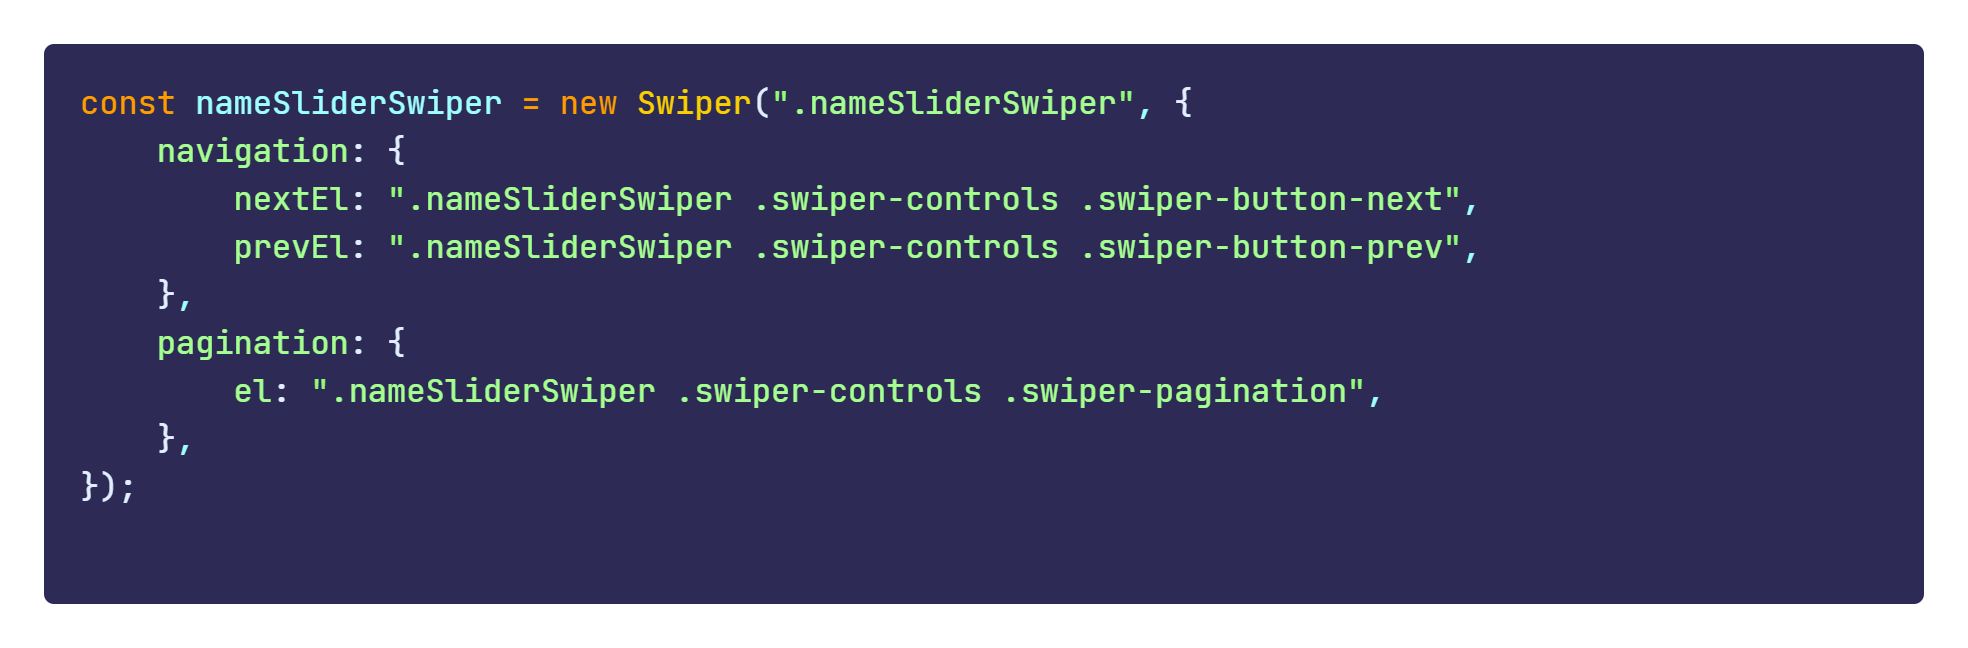 const nameSliderSwiper = new Swiper(".nameSliderSwiper", {
    navigation: {
        nextEl: ".nameSliderSwiper .swiper-controls .swiper-button-next",
        prevEl: ".nameSliderSwiper .swiper-controls .swiper-button-prev",
    },
    pagination: {
        el: ".nameSliderSwiper .swiper-controls .swiper-pagination",
    },
});